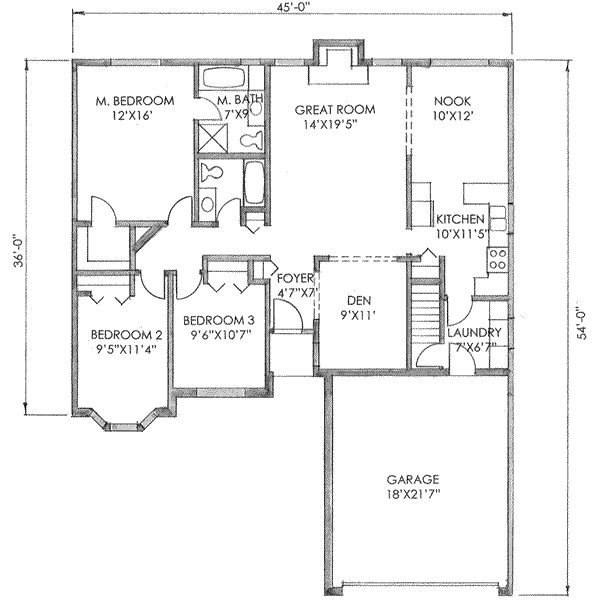 45'-0"
M. BEDROOM
12'X16'
M. BATH
7'X9'
GREAT ROOM
14'X19'5"
NOOK
10'X12'
KITCHEN
10'X11'5"
36'-0"
FOYER
4'7"X7'
DEN
9'X11'
54'-0"
BEDROOM 2
9'5"X11'4"
BEDROOM 3
9'6"X10'7"
LAUNDRY
7'X6'7"
GARAGE
18'X21'7"